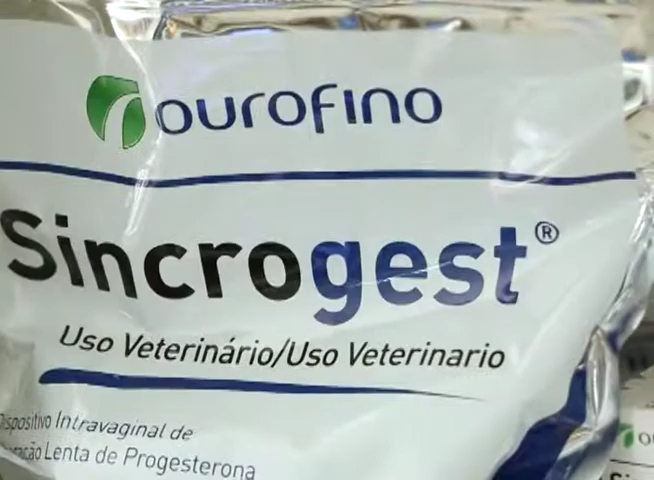 ourofino
Sincrogest®
Uso Veterinário/Uso Veterinario
Dispositivo Intravaginal de
Lenta de Progesterona